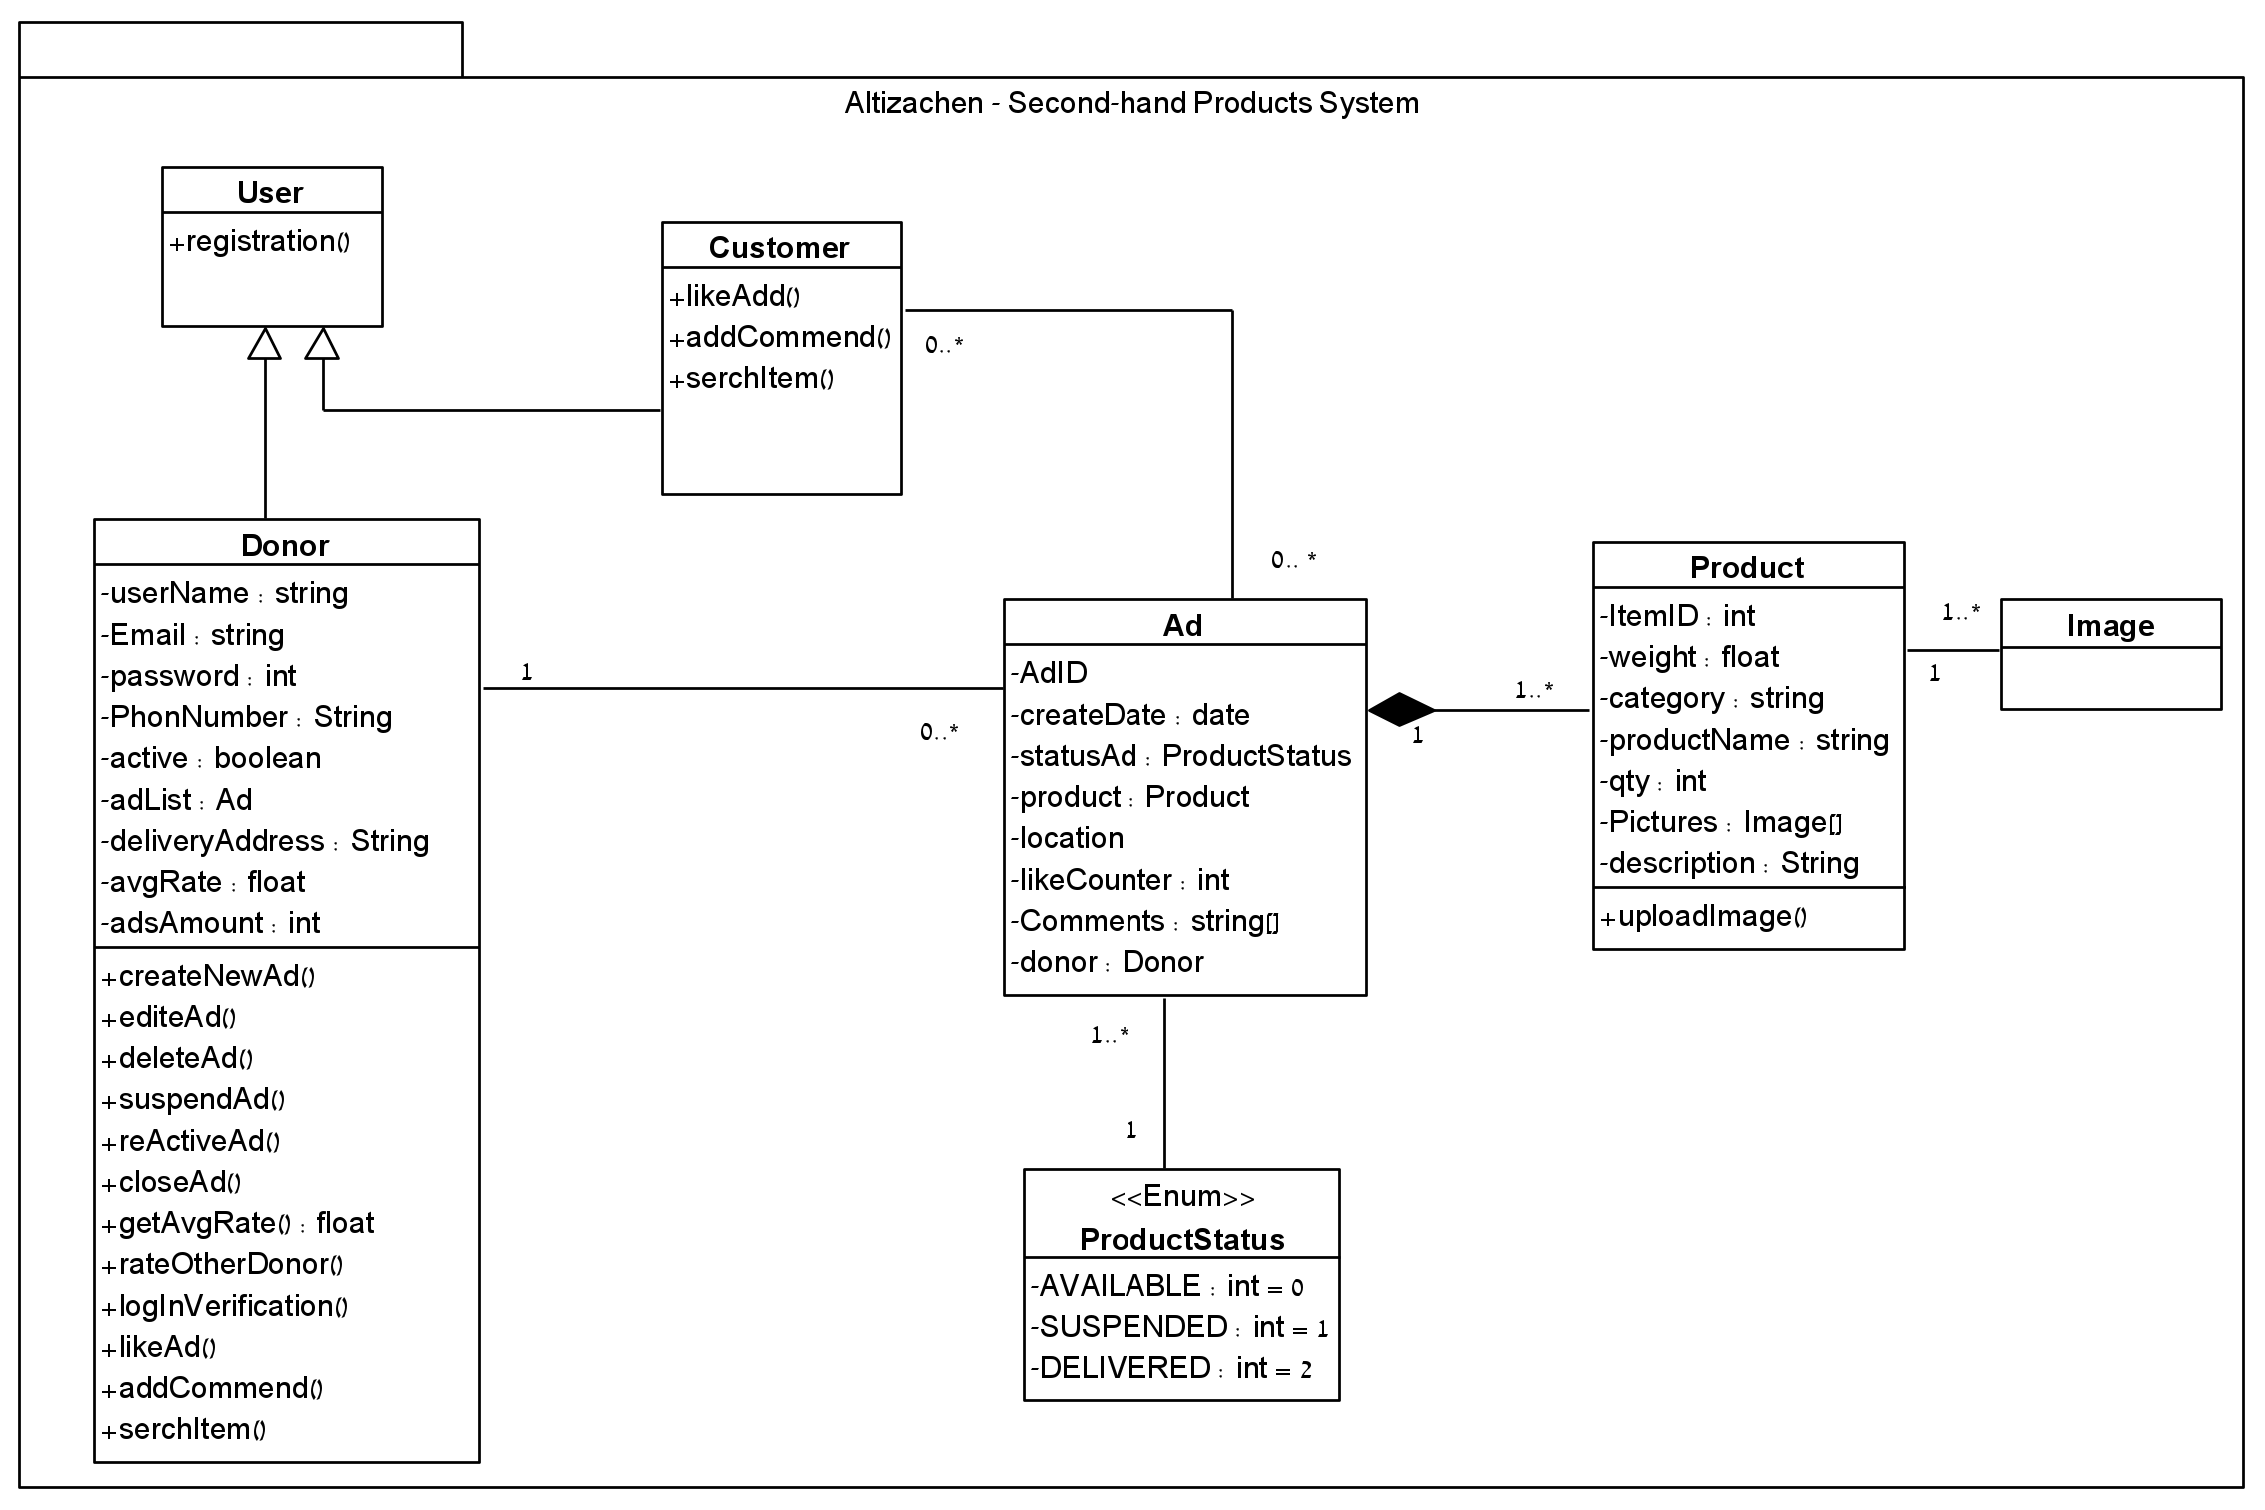 Altizachen - Second-hand Products System
User
+registration()
Customer
+likeAdd()
+addCommend()
+serchItem()
0..*
0.. *
Donor
-userName : string
-Email : string
-password : int
-PhonNumber : String
-active : boolean
-adList : Ad
-deliveryAddress : String
-avgRate : float
-adsAmount : int
+createNewAd()
+editeAd()
+deleteAd()
+suspendAd()
+reActiveAd()
+closeAd()
+getAvgRate() : float
+rateOtherDonor()
+logInVerification()
+likeAd()
+addCommend()
+serchItem()
1
0..*
Ad
-AdID
-createDate : date
-statusAd : ProductStatus
-product : Product
-location
-likeCounter : int
-Comments : string[]
-donor : Donor
1
1..*
Product
-ItemID : int
-weight : float
-category : string
-productName : string
-qty : int
-Pictures : Image[]
-description : String
+uploadImage()
1..*
1
Image
1..*
1
<<Enum>>
ProductStatus
-AVAILABLE : int = 0
-SUSPENDED : int = 1
-DELIVERED : int = 2